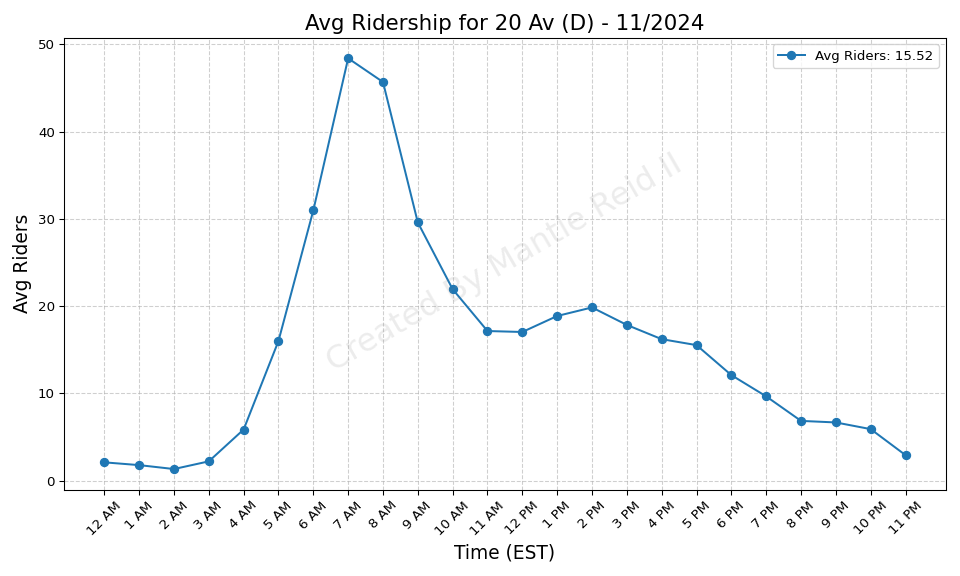 Avg Ridership for 20 Av (D) - 11/2024
Avg Riders: 15.52
50
40
30
20
10
0
Avg Riders
Created By Mantle Reid II
12 AM
1 AM
2 AM
3 AM
4 AM
5 AM
6 AM
7 AM
8 AM
9 AM
10 AM
11 AM
12 PM
1 PM
2 PM
3 PM
4 PM
5 PM
6 PM
7 PM
8 PM
9 PM
10 PM
11 PM
Time (EST)